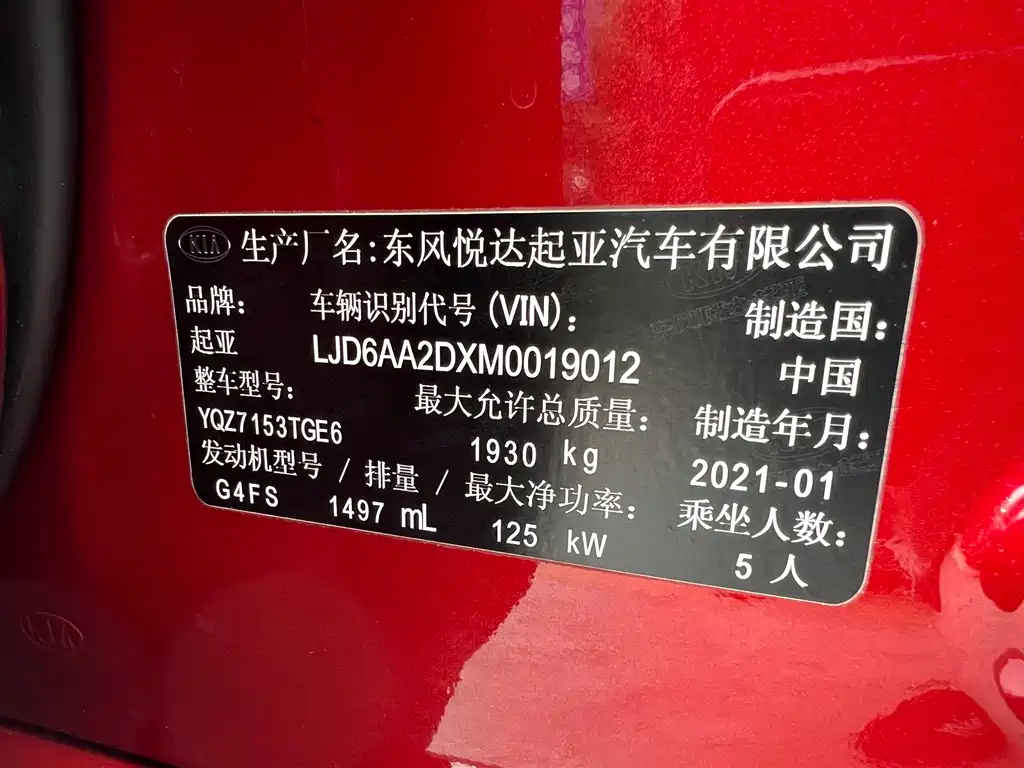 KIA 生产厂名:东风悦达起亚汽车有限公司
品牌: 车辆识别代号(VIN): 制造国:
起亚 LJD6AA2DXM0019012 中国
整车型号: 最大允许总质量: 制造年月:
YQZ7153TGE6 1930 kg 2021-01
发动机型号 / 排量 / 最大净功率: 乘坐人数:
G4FS 1497 mL 125 kW 5 人
KIA